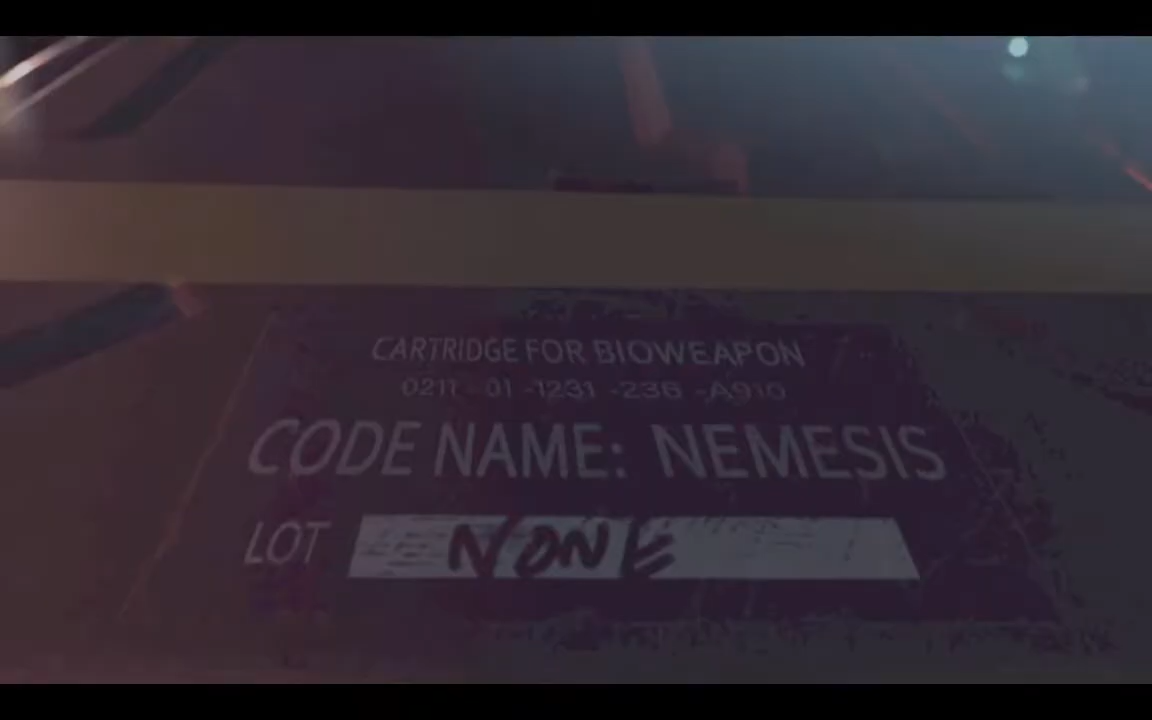 CARTRIDGE FOR BIOWEAPON
0211 - 01 -1231 -236 -A910
CODE NAME: NEMESIS
LOT NONE